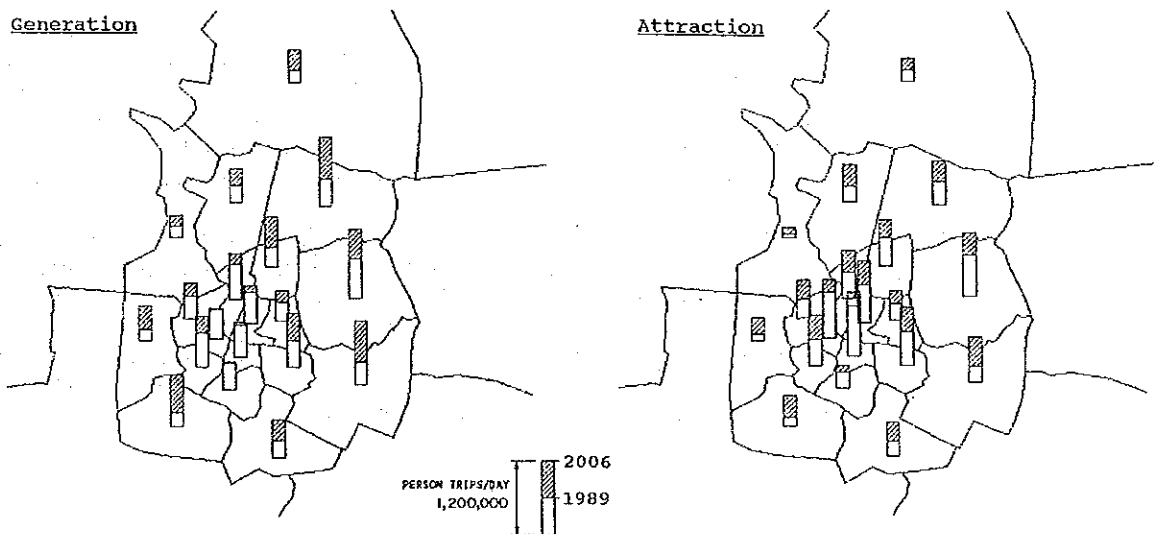 Generation
Attraction
2006
PERSON TRIPS/DAY
1,200,000
1989